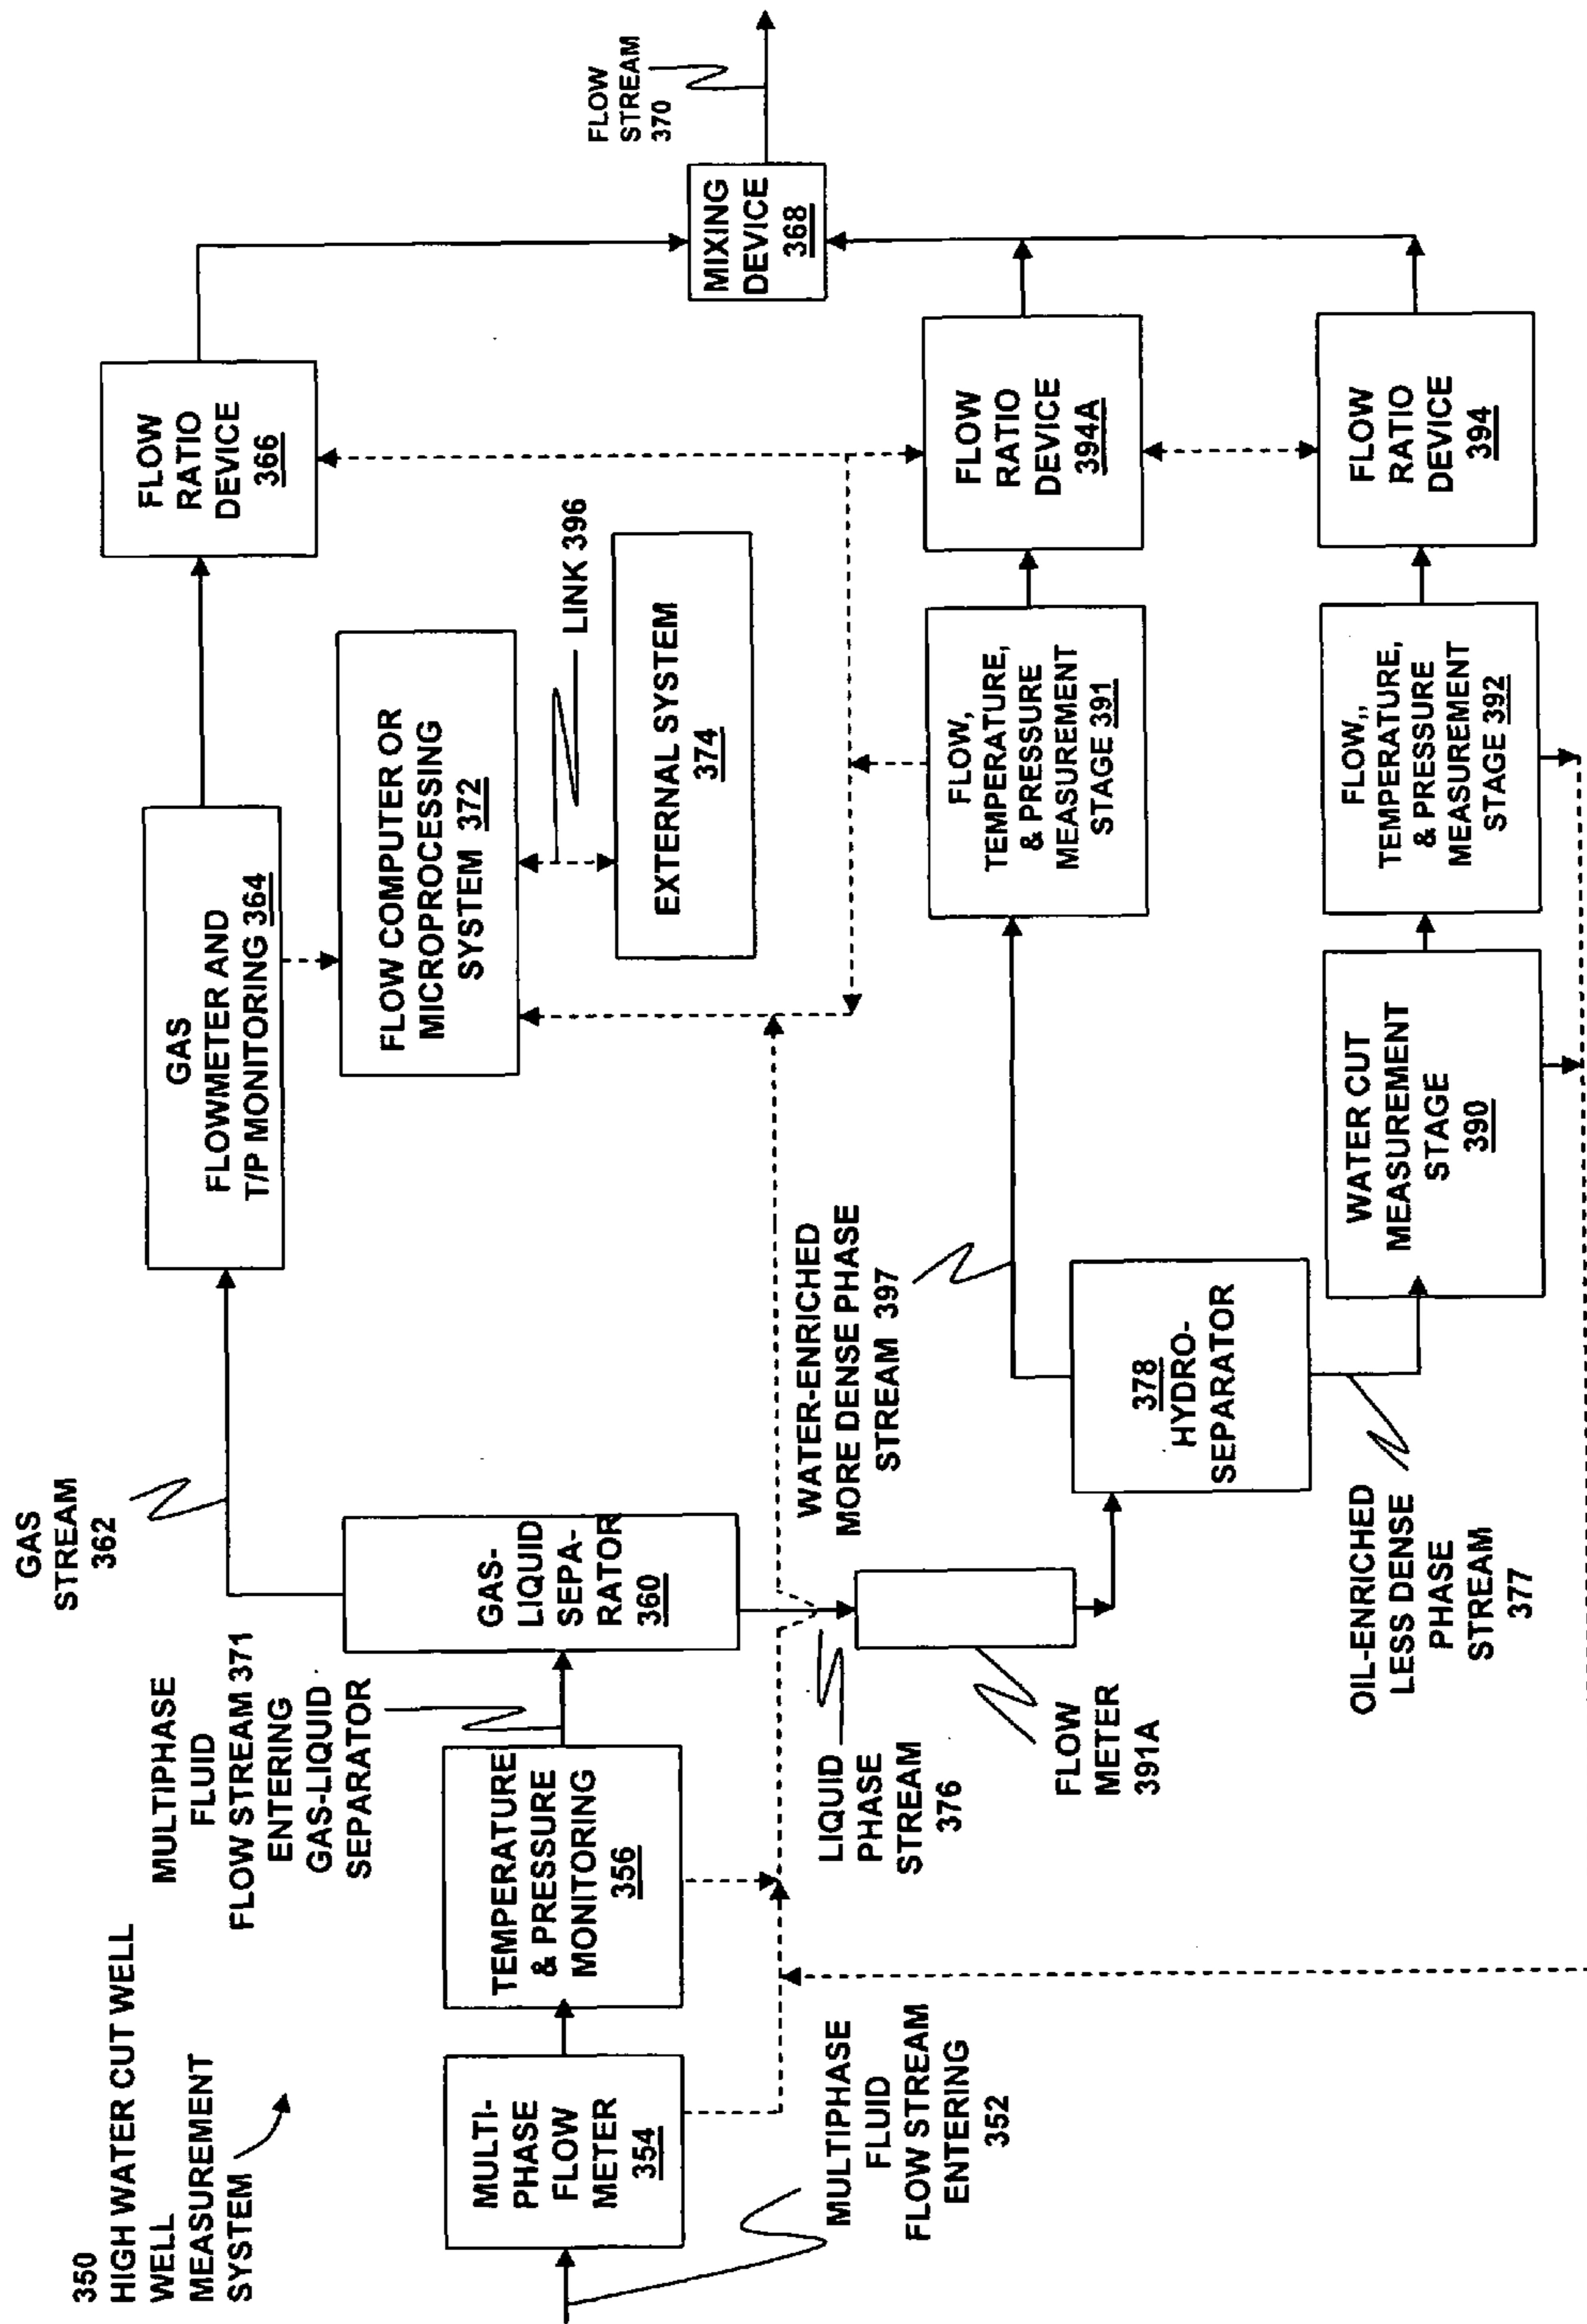 350
HIGH WATER CUT WELL
WELL
MEASUREMENT
SYSTEM
MULTIPHASE
FLUID
FLOW STREAM
ENTERING
352
MULTI-
PHASE
FLOW
METER
354
TEMPERATURE
& PRESSURE
MONITORING
356
MULTIPHASE
FLUID
FLOW STREAM 371
ENTERING
GAS-LIQUID
SEPARATOR
GAS-
LIQUID
SEPA-
RATOR
360
GAS
STREAM
362
GAS
FLOWMETER AND
T/P MONITORING 364
FLOW
RATIO
DEVICE
366
FLOW COMPUTER OR
MICROPROCESSING
SYSTEM 372
LINK 396
EXTERNAL SYSTEM
374
MIXING
DEVICE
368
FLOW
STREAM
370
LIQUID
PHASE
STREAM
376
FLOW
METER
391A
WATER-ENRICHED
MORE DENSE PHASE
STREAM 397
378
HYDRO-
SEPARATOR
FLOW,
TEMPERATURE,
& PRESSURE
MEASUREMENT
STAGE 391
FLOW
RATIO
DEVICE
394A
OIL-ENRICHED
LESS DENSE
PHASE
STREAM
377
WATER CUT
MEASUREMENT
STAGE
390
FLOW,,
TEMPERATURE,
& PRESSURE
MEASUREMENT
STAGE 392
FLOW
RATIO
DEVICE
394